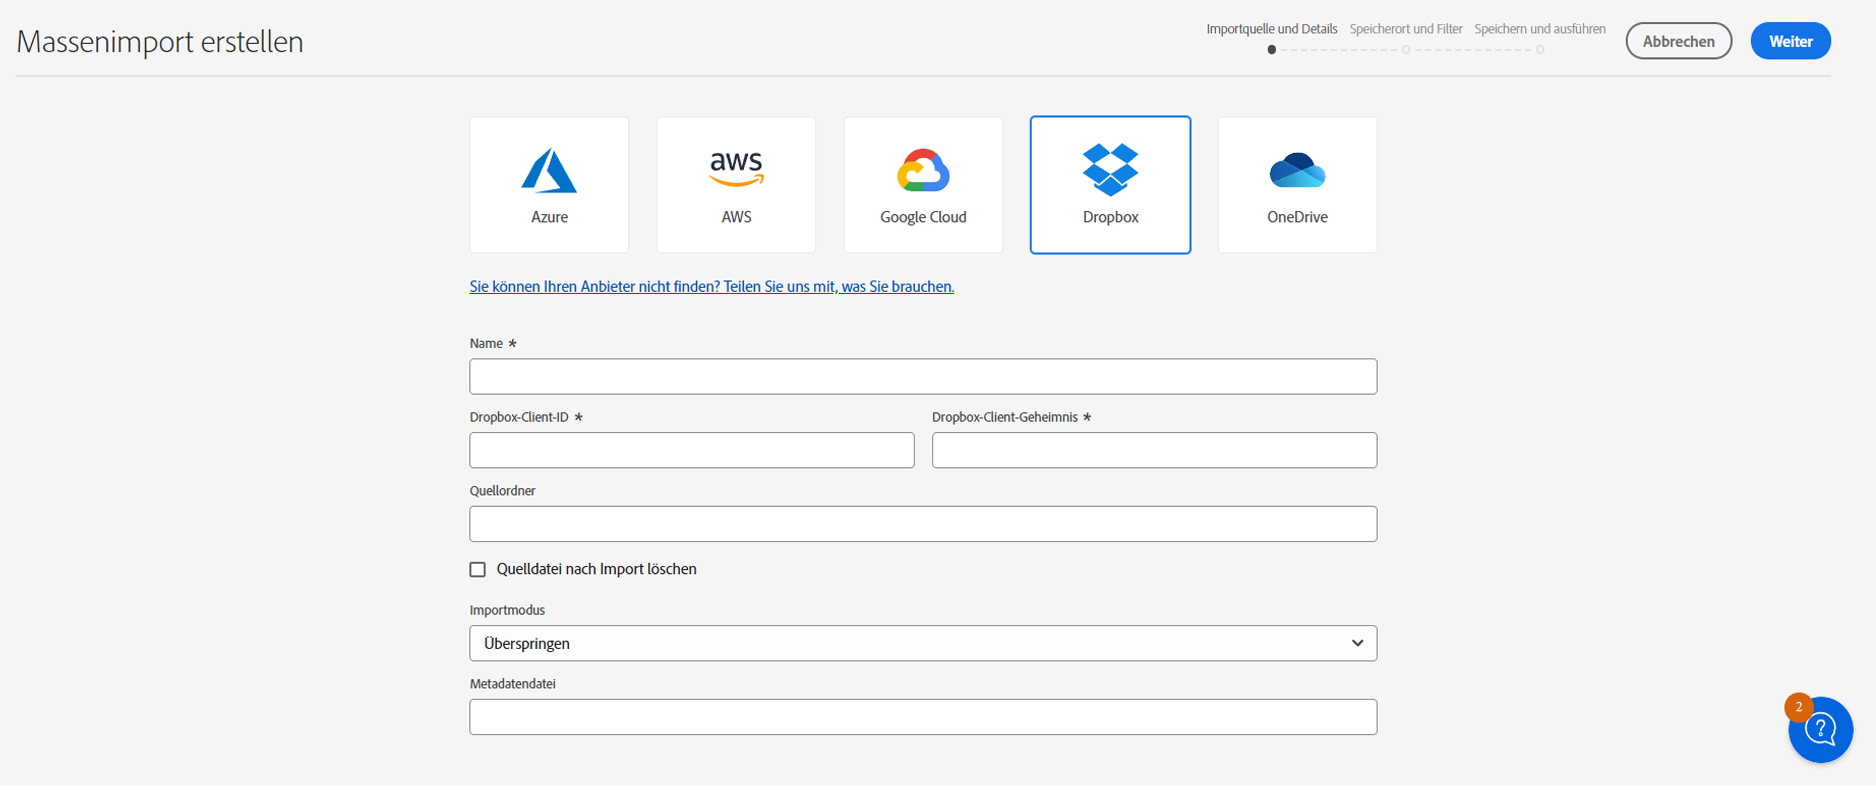 Massenimport erstellen
Importquelle und Details
Speicherort und Filter
Speichern und ausführen
Abbrechen
Weiter
aws
Azure
AWS
Google Cloud
Dropbox
OneDrive
Sie können Ihren Anbieter nicht finden? Teilen Sie uns mit, was Sie brauchen.
Name *
Dropbox-Client-ID *
Dropbox-Client-Geheimnis *
Quellordner
Quelldatei nach Import löschen
Importmodus
Überspringen
Metadatendatei
2
?